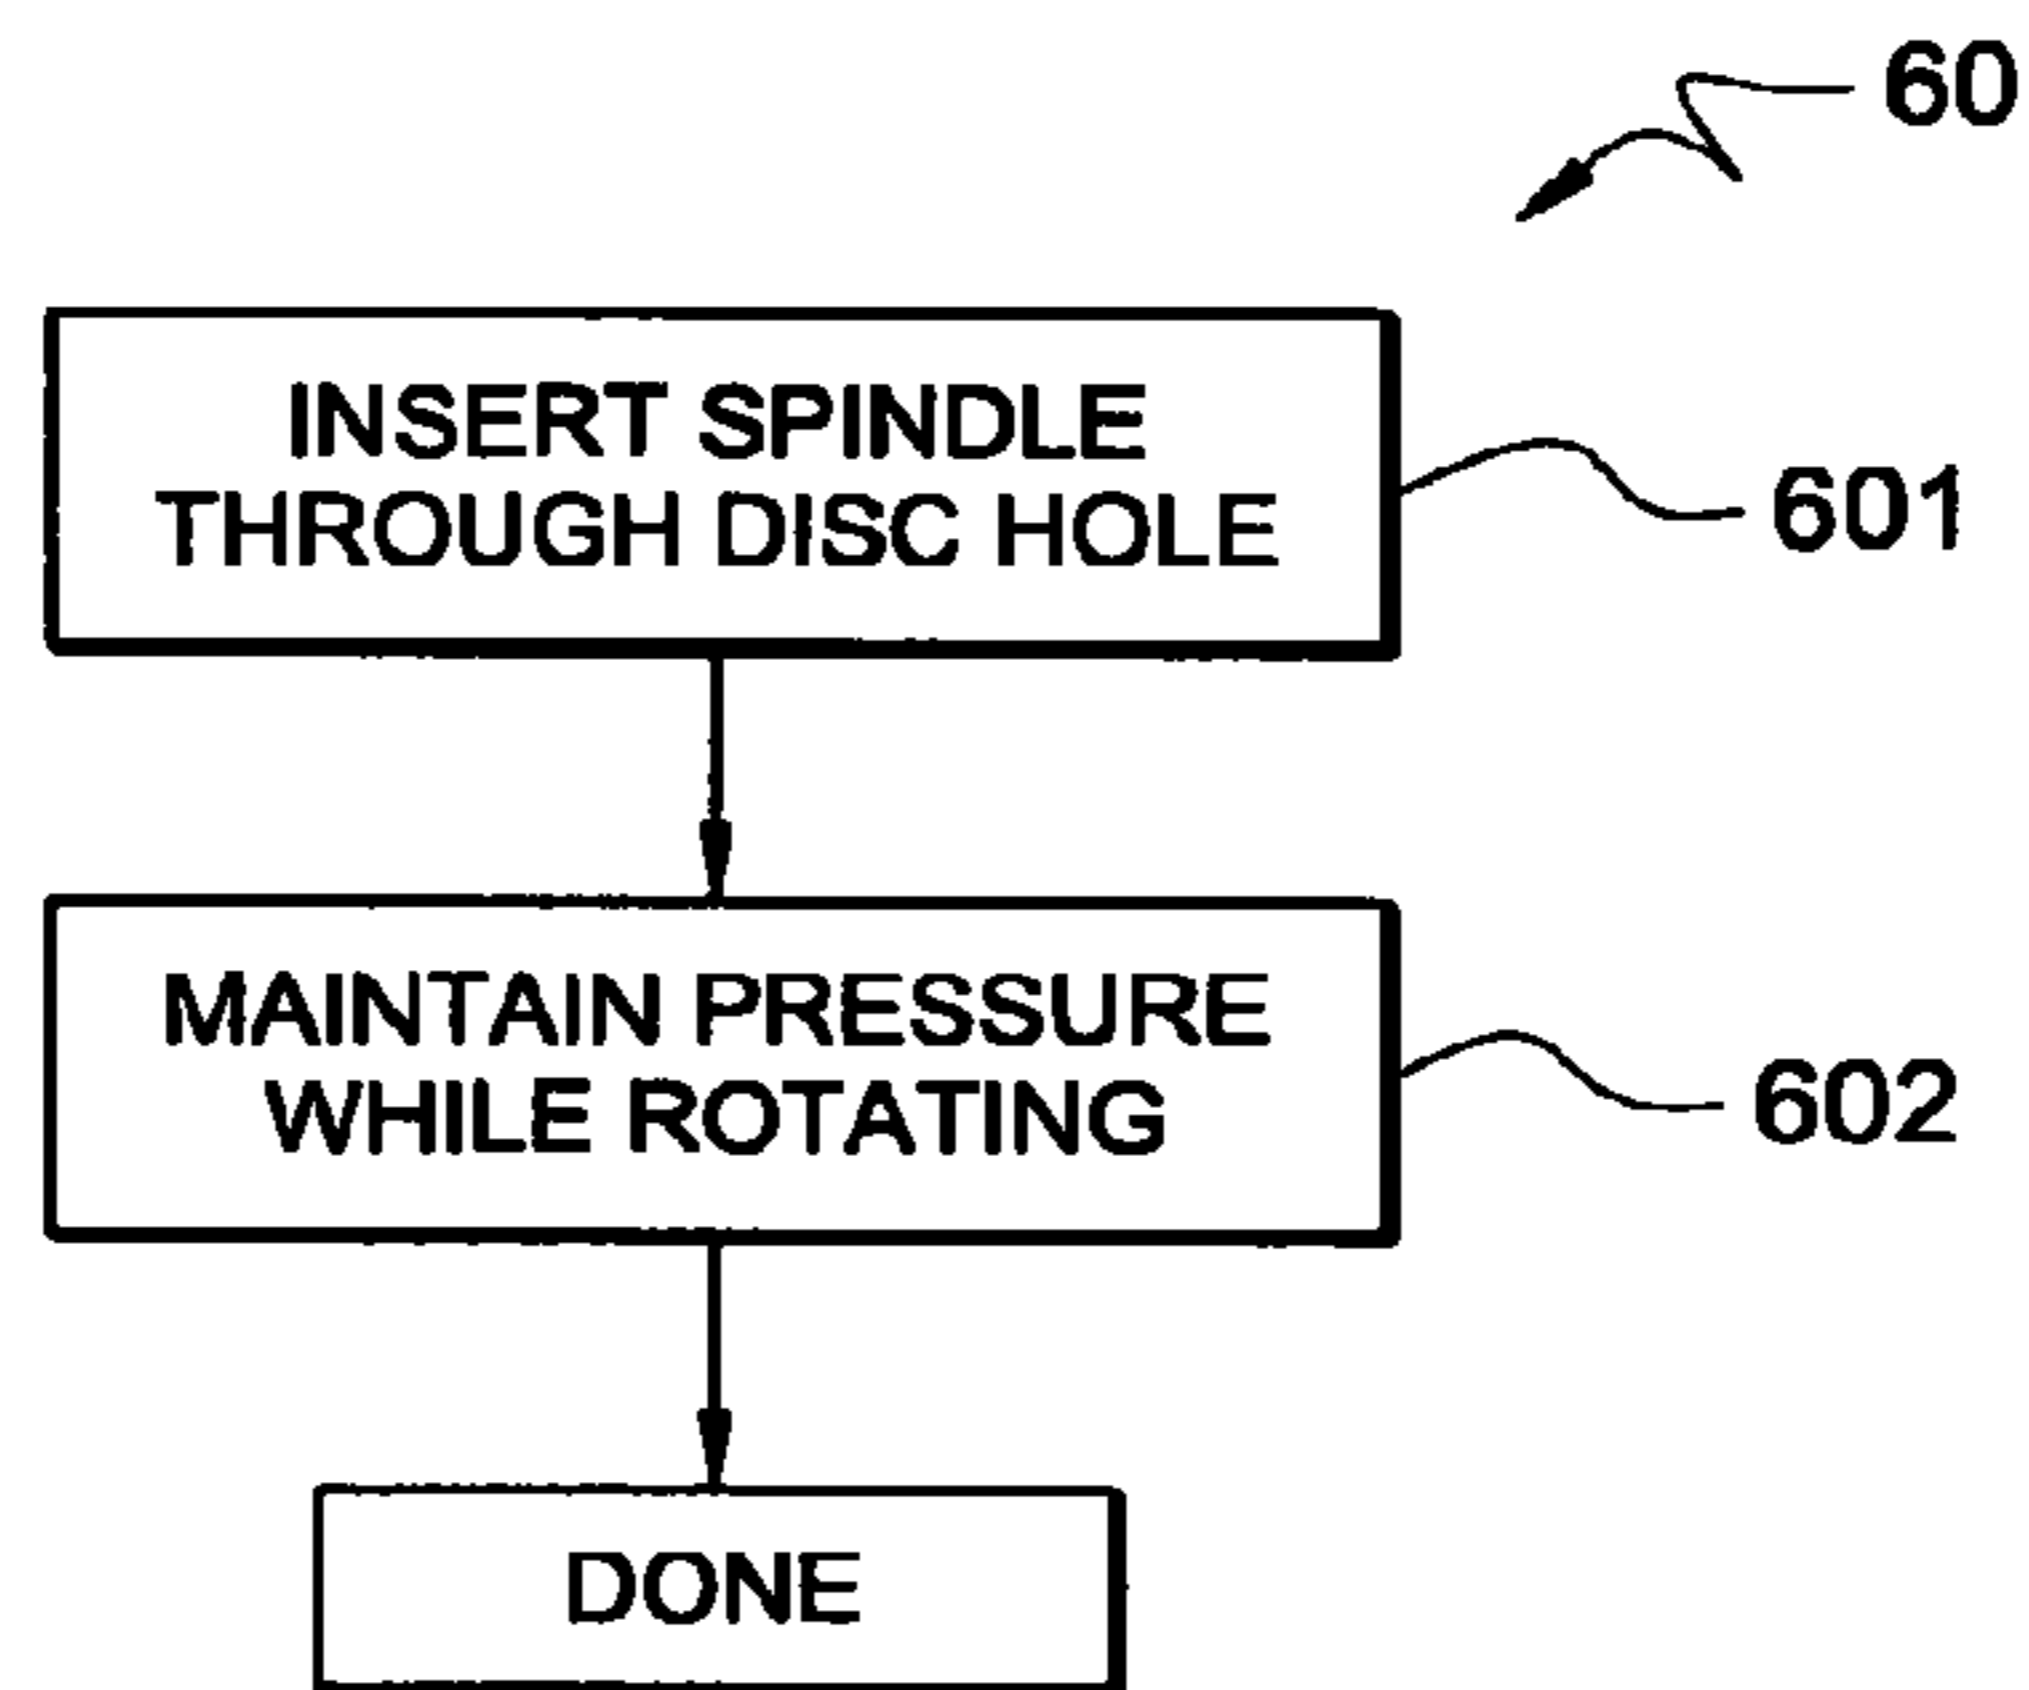 60
INSERT SPINDLE
THROUGH DISC HOLE
601
MAINTAIN PRESSURE
WHILE ROTATING
602
DONE